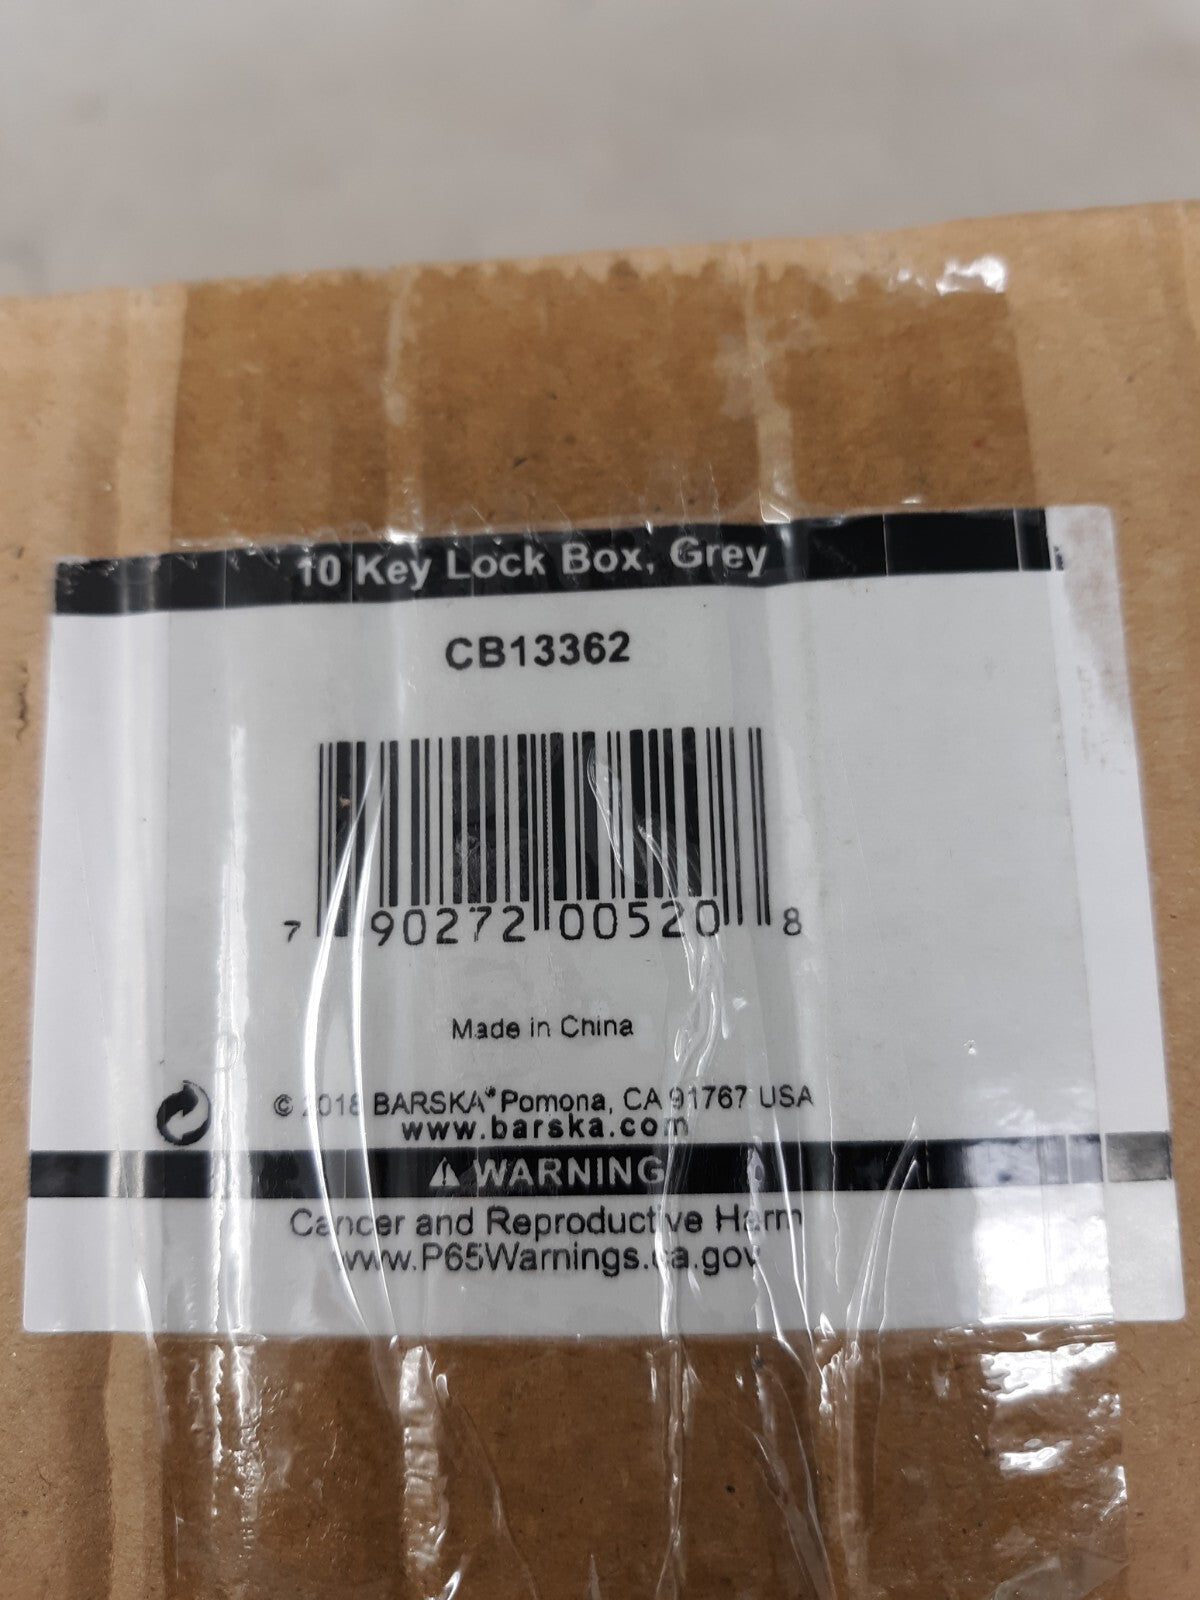 10 Key Lock Box, Grey
CB13362
7 90272 00520 8
Made in China
© 2018 BARSKA® Pomona, CA 91767 USA
www.barska.com
⚠ WARNING
Cancer and Reproductive Harm
www.P65Warnings.ca.gov